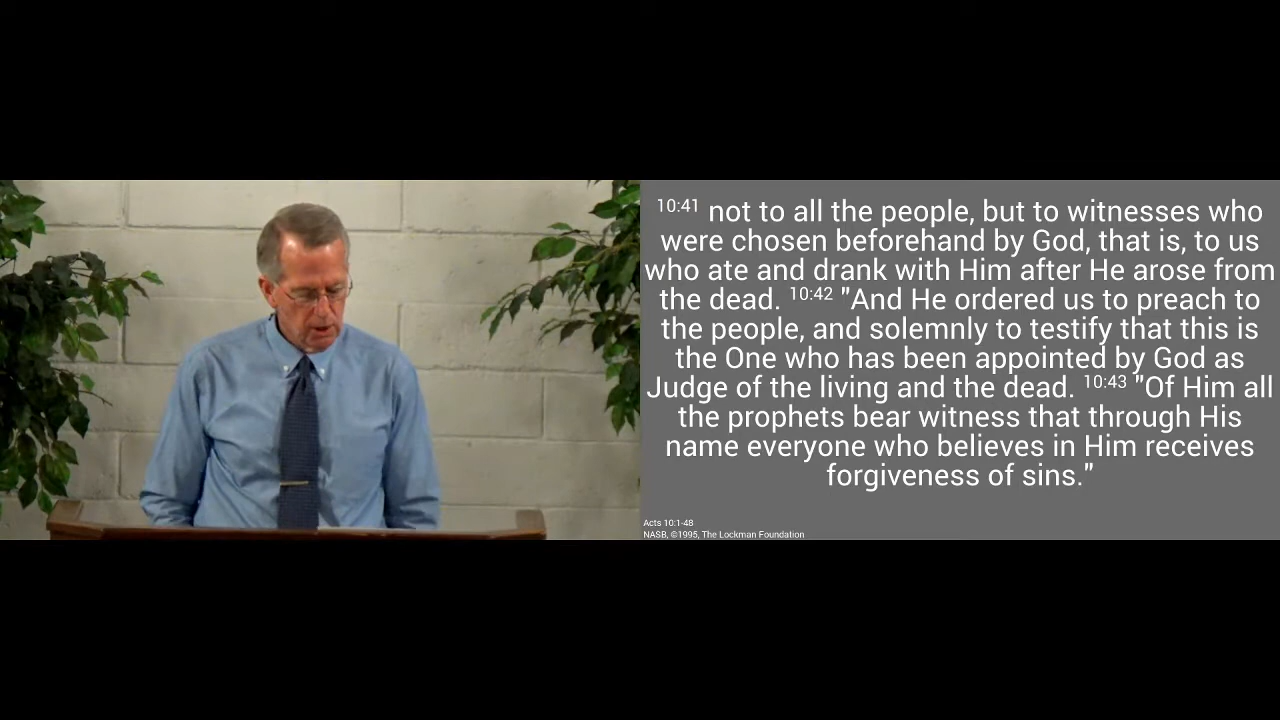 10:41 not to all the people, but to witnesses who
were chosen beforehand by God, that is, to us
who ate and drank with Him after He arose from
the dead. 10:42 "And He ordered us to preach to
the people, and solemnly to testify that this is
the One who has been appointed by God as
Judge of the living and the dead. 10:43 "Of Him all
the prophets bear witness that through His
name everyone who believes in Him receives
forgiveness of sins."
Acts 10:1-48
NASB, ©1995, The Lockman Foundation